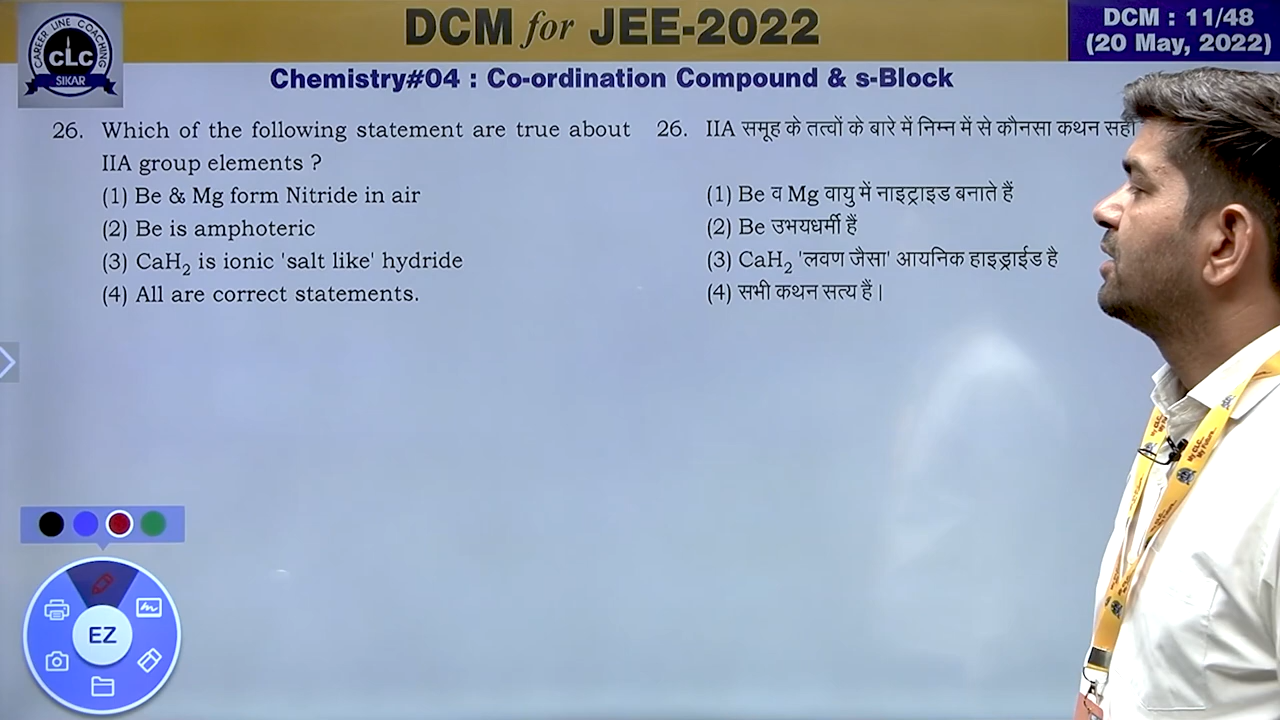 CAREER LINE COACHING
CLC
SIKAR
DCM for JEE-2022
DCM : 11/48
(20 May, 2022)
Chemistry#04 : Co-ordination Compound & s-Block
26. Which of the following statement are true about
IIA group elements ?
(1) Be & Mg form Nitride in air
(2) Be is amphoteric
(3) CaH₂ is ionic 'salt like' hydride
(4) All are correct statements.
26. IIA समूह के तत्वों के बारे में निम्न में से कौनसा कथन
(1) Be व Mg वायु में नाइट्राइड बनाते हैं
(2) Be उभयधर्मी हैं
(3) CaH₂ 'लवण जैसा' आयनिक हाइड्राईड है
(4) सभी कथन सत्य हैं।
EZ